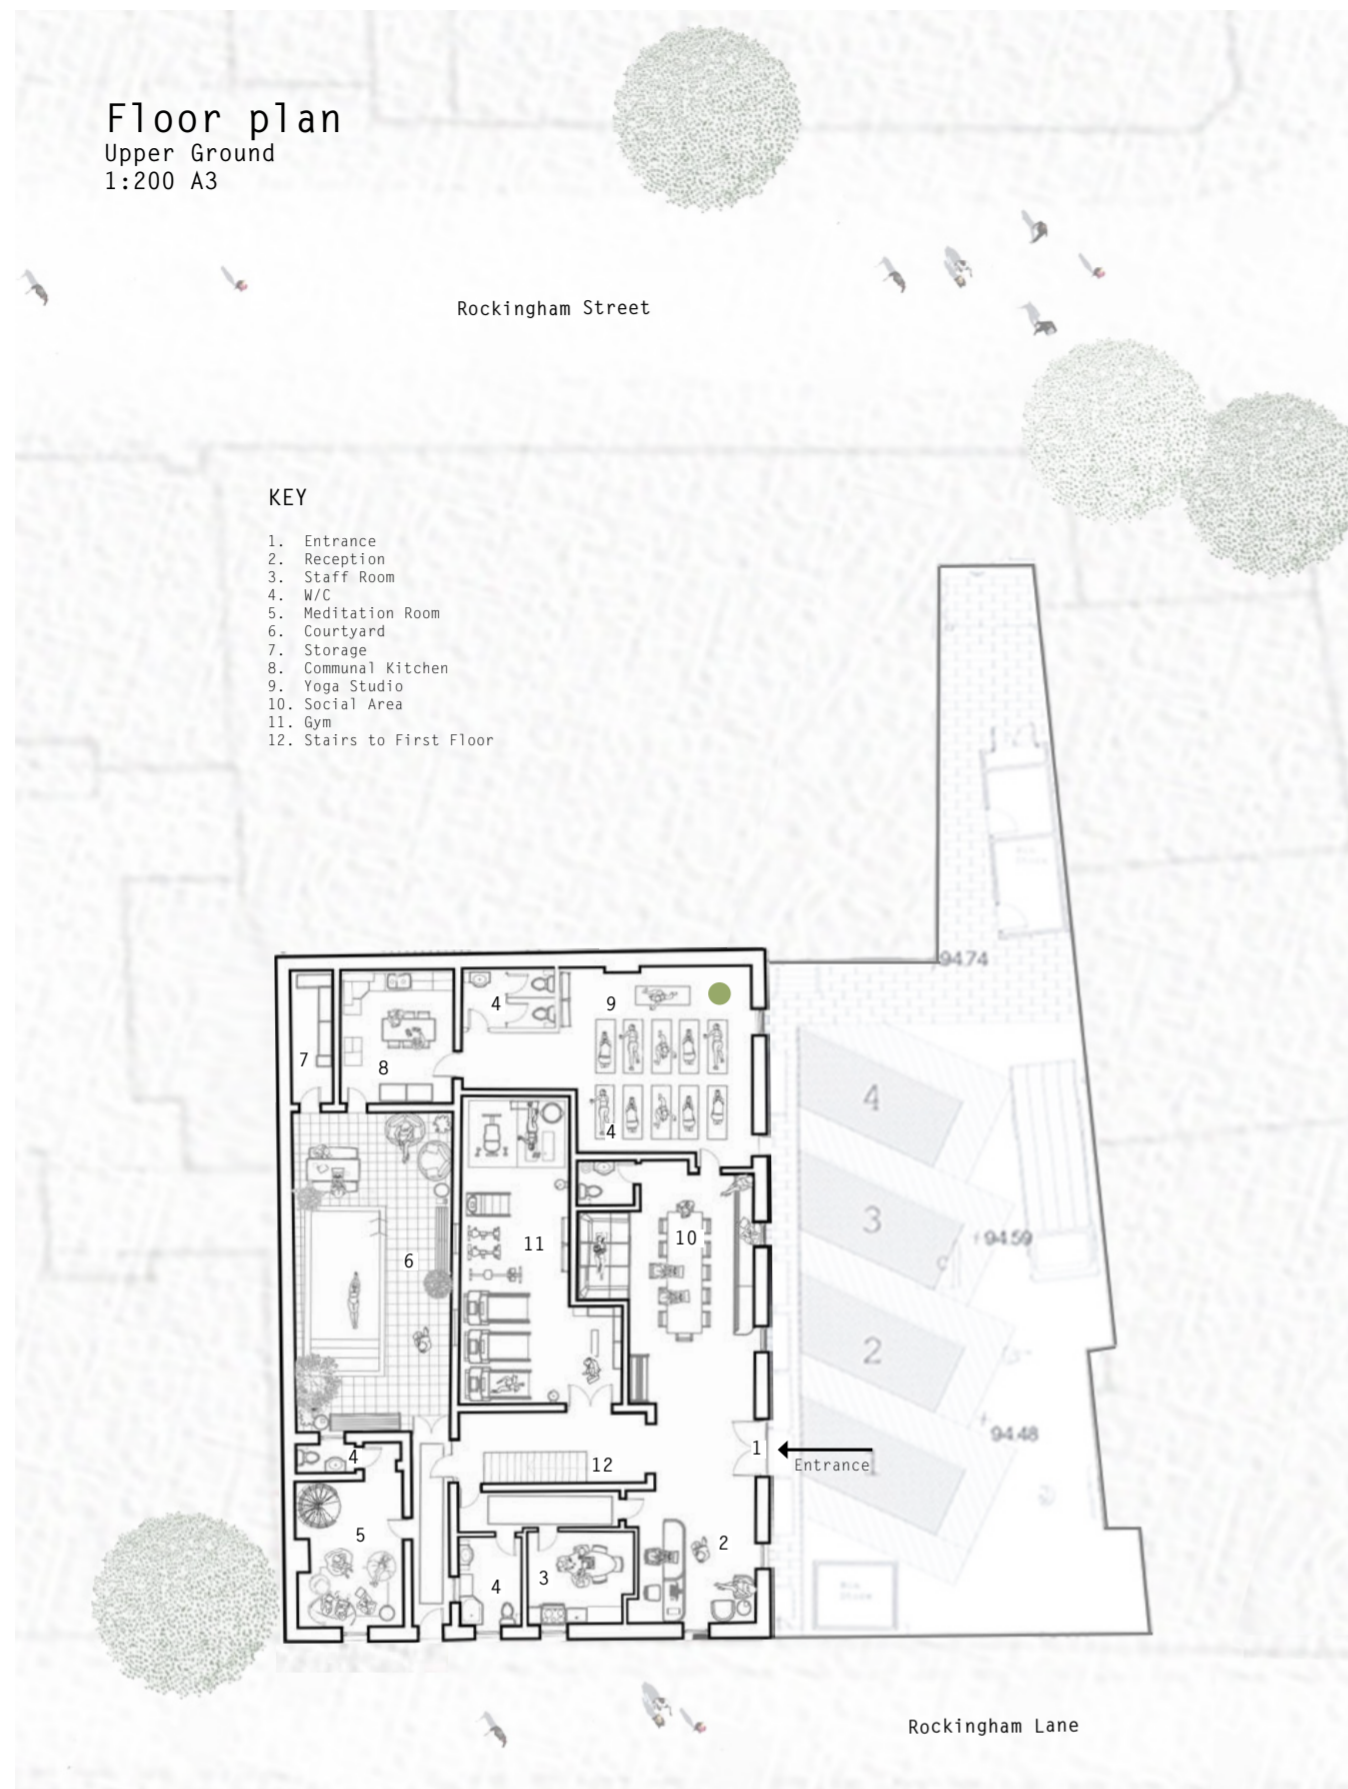 Floor plan
Upper Ground
1:200 A3
Rockingham Street
KEY
1. Entrance
2. Reception
3. Staff Room
4. W/C
5. Meditation Room
6. Courtyard
7. Storage
8. Communal Kitchen
9. Yoga Studio
10. Social Area
11. Gym
12. Stairs to First Floor
94.74
4
9
7
8
4
4
3
94.59
10
11
6
2
94.48
1
Entrance
4
12
5
2
4
3
Rockingham Lane